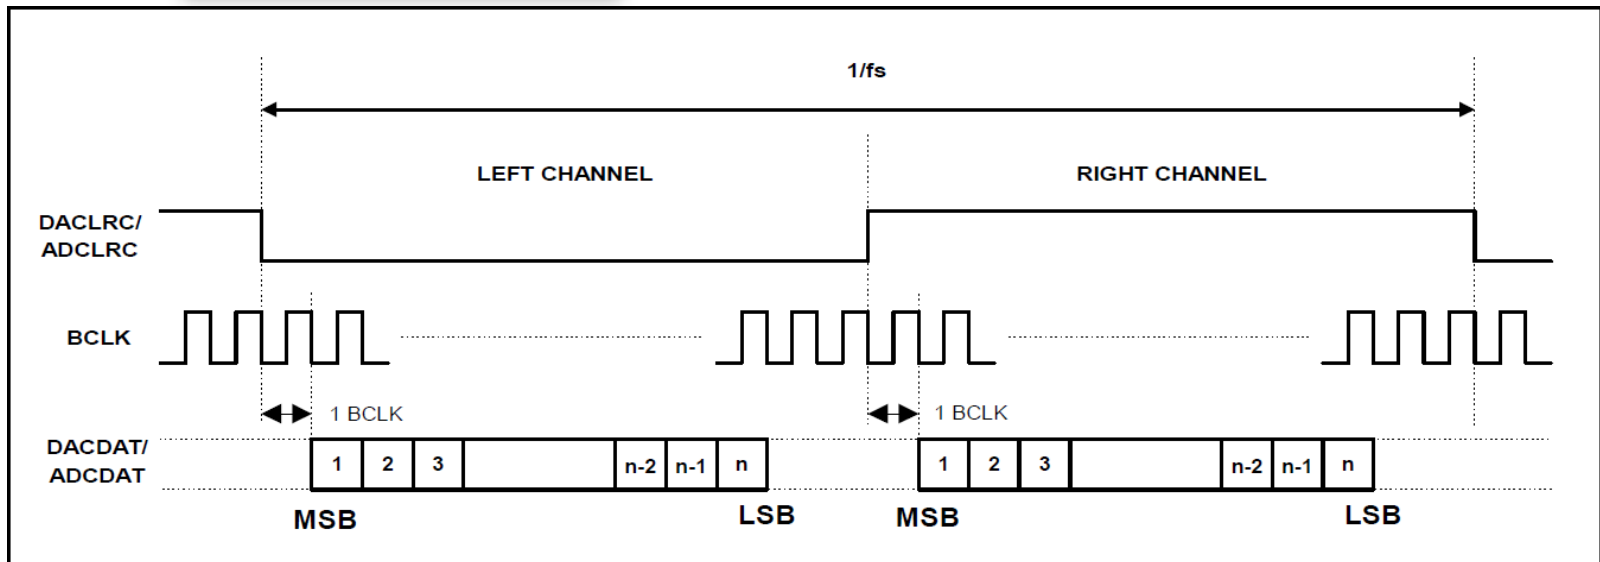 1/fs
LEFT CHANNEL
RIGHT CHANNEL
DACLRC/
ADCLRC
BCLK
1 BCLK
1 BCLK
DACDAT/
ADCDAT
1 2 3 n-2 n-1 n
1 2 3 n-2 n-1 n
MSB
LSB
MSB
LSB